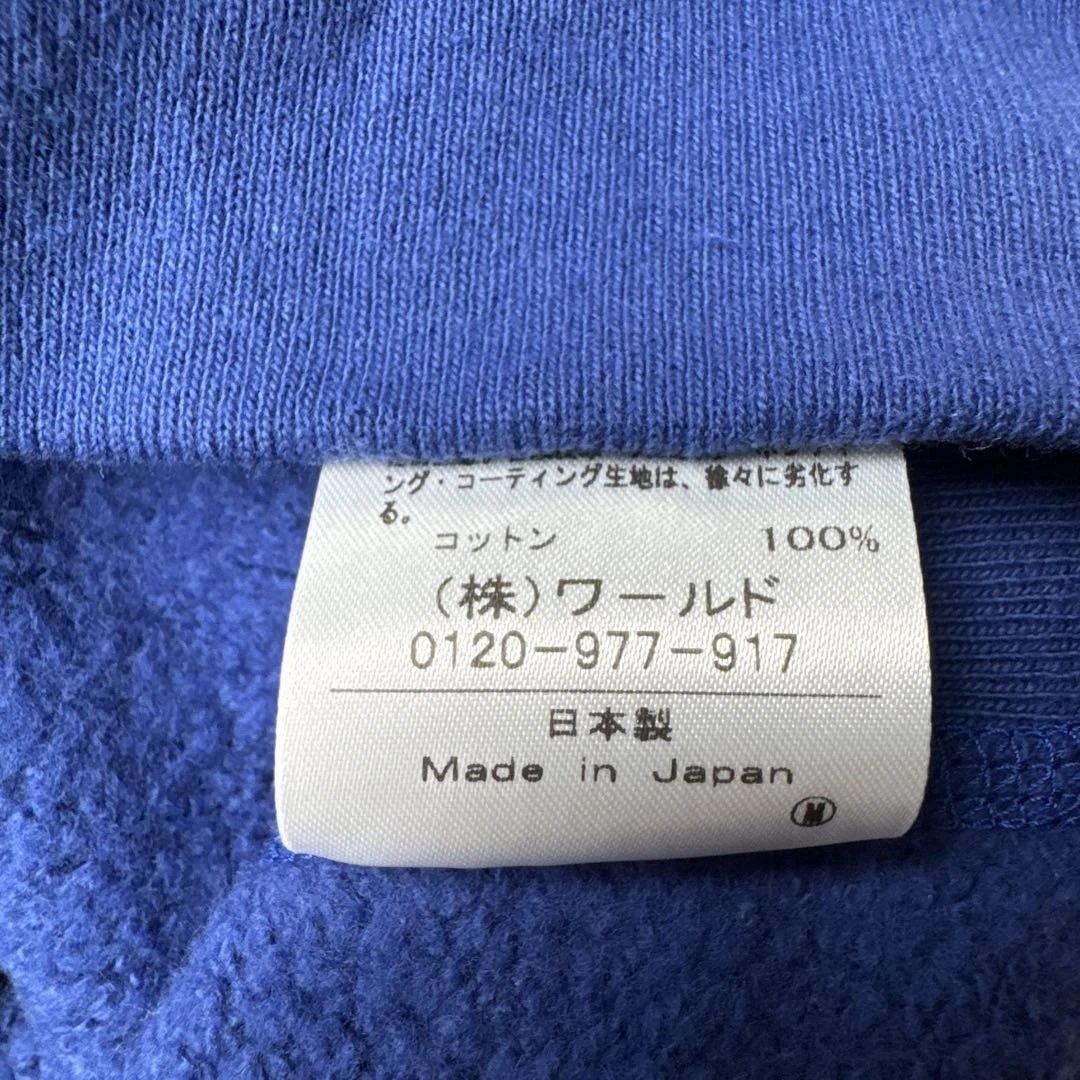 ング・コーティング生地は、徐々に劣化す
る。
コットン 100%
(株)ワールド
0120-977-917
日本製
Made in Japan
M